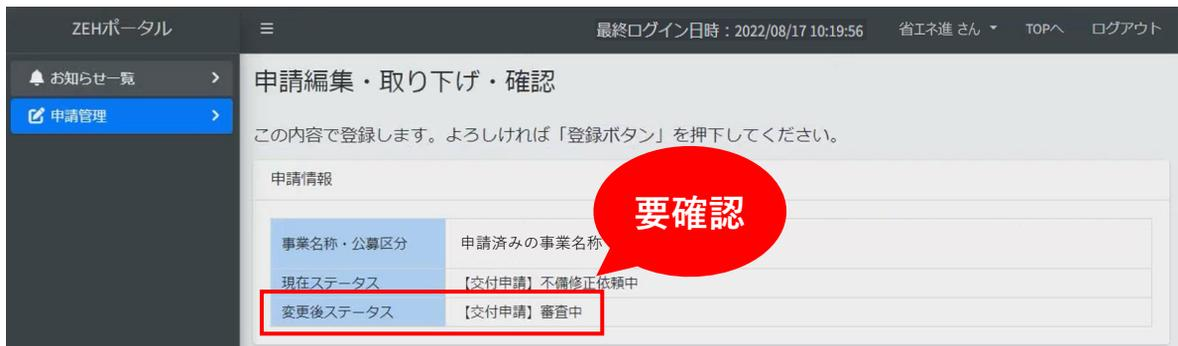 ZEHポータル
最終ログイン日時：2022/08/17 10:19:56 省エネ進 さん TOPへ ログアウト
お知らせ一覧
申請管理
申請編集・取り下げ・確認
この内容で登録します。よろしければ「登録ボタン」を押下してください。
申請情報
要確認
事業名称・公募区分 申請済みの事業名称
現在ステータス 【交付申請】不備修正依頼中
変更後ステータス 【交付申請】審査中